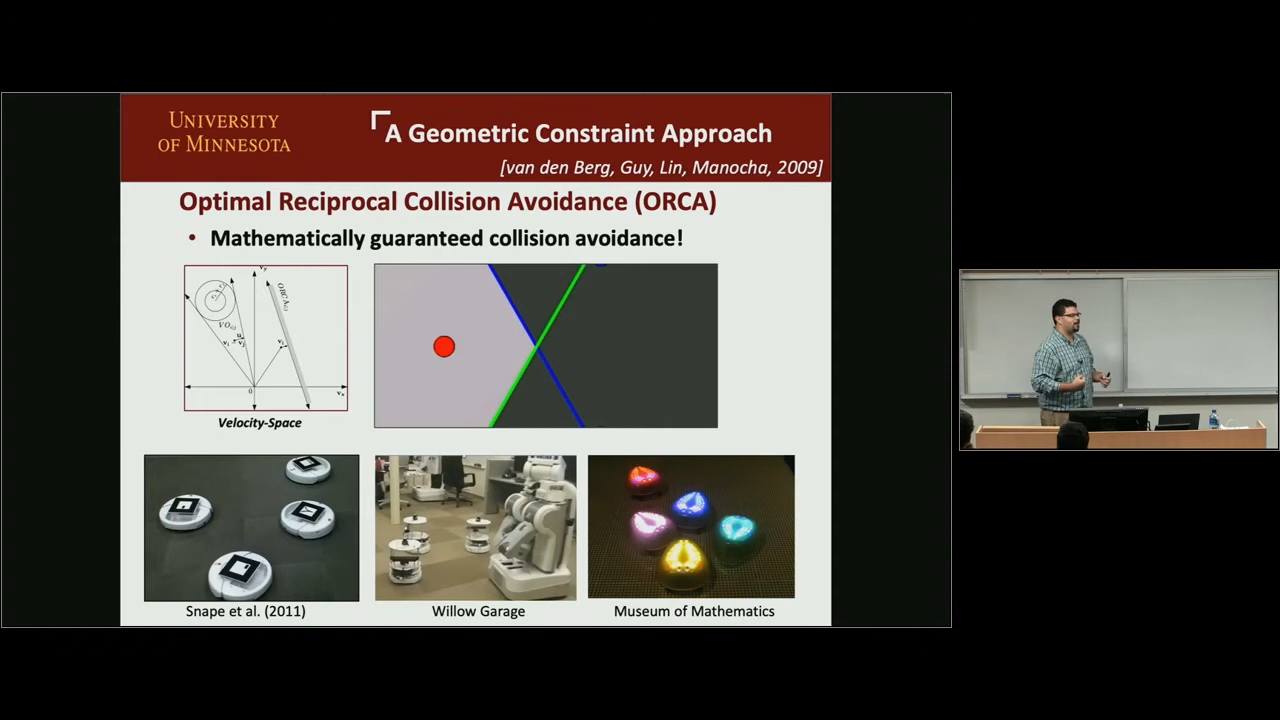 UNIVERSITY
OF MINNESOTA
A Geometric Constraint Approach
[van den Berg, Guy, Lin, Manocha, 2009]
Optimal Reciprocal Collision Avoidance (ORCA)
• Mathematically guaranteed collision avoidance!
Velocity-Space
Snape et al. (2011)
Willow Garage
Museum of Mathematics